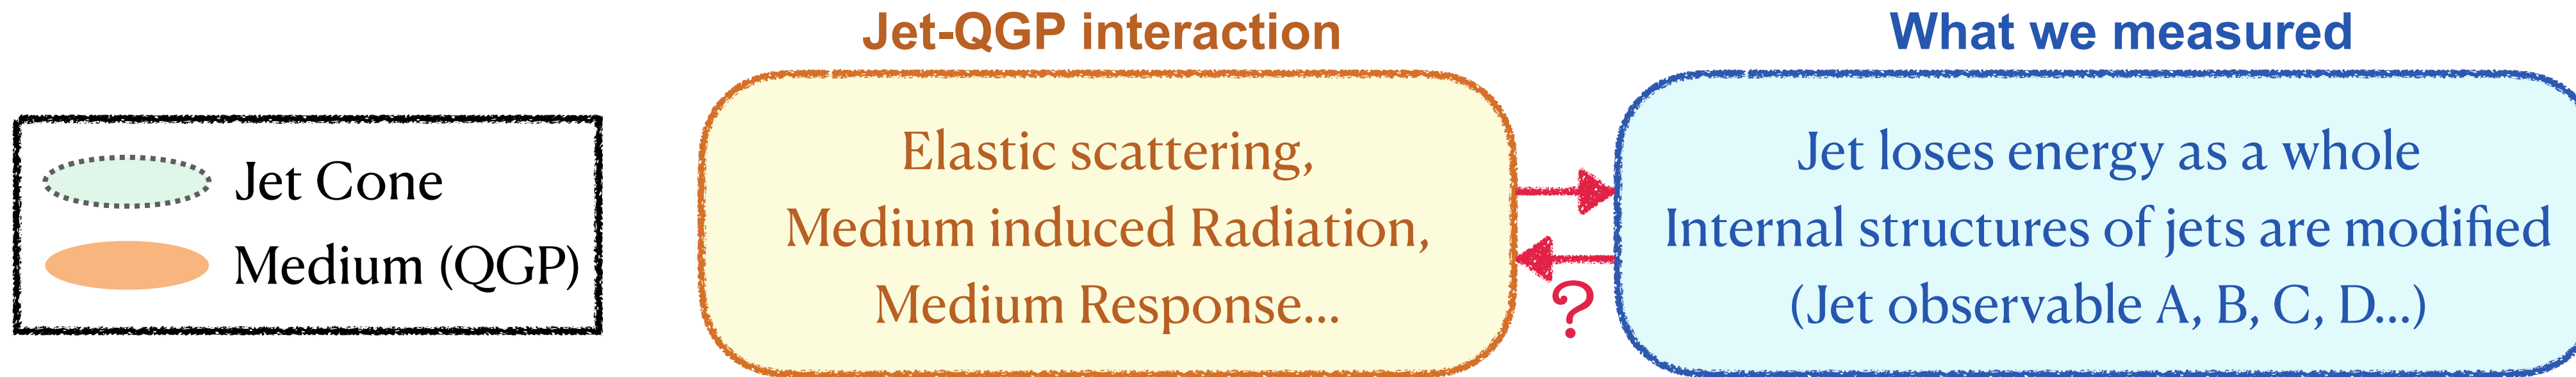 Jet-QGP interaction
What we measured
Jet Cone
Medium (QGP)
Elastic scattering,
Medium induced Radiation,
Medium Response...
?
Jet loses energy as a whole
Internal structures of jets are modified
(Jet observable A, B, C, D...)